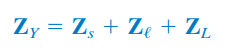 Z_Y = Z_s + Z_ℓ + Z_L